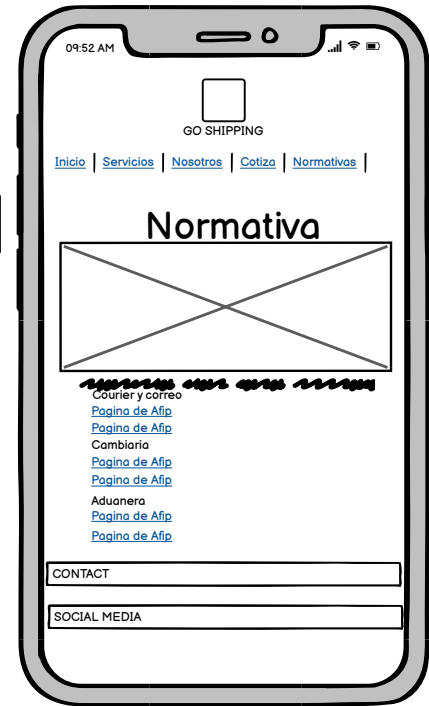 09:52 AM
GO SHIPPING
Inicio Servicios Nosotros Cotiza Normativas
Normativa
Courier y correo
Pagina de Afip
Pagina de Afip
Cambiaria
Pagina de Afip
Pagina de Afip
Aduanera
Pagina de Afip
Pagina de Afip
CONTACT
SOCIAL MEDIA